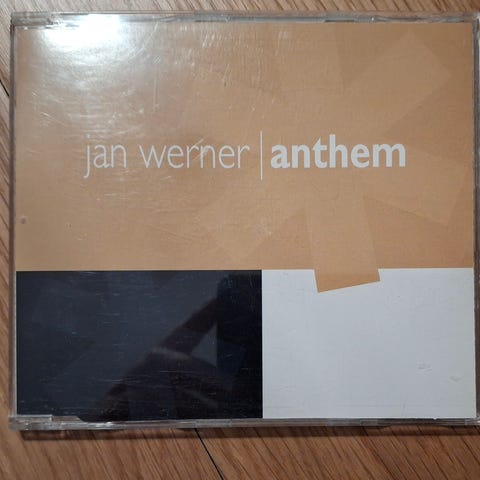 jan werner | anthem